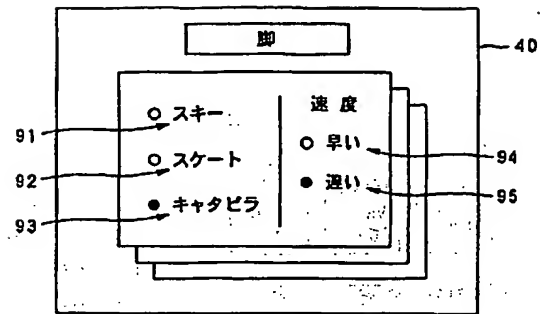 脚
40
○ スキー
○ スケート
● キャタピラ
速度
○ 早い
● 遅い
91
92
93
94
95